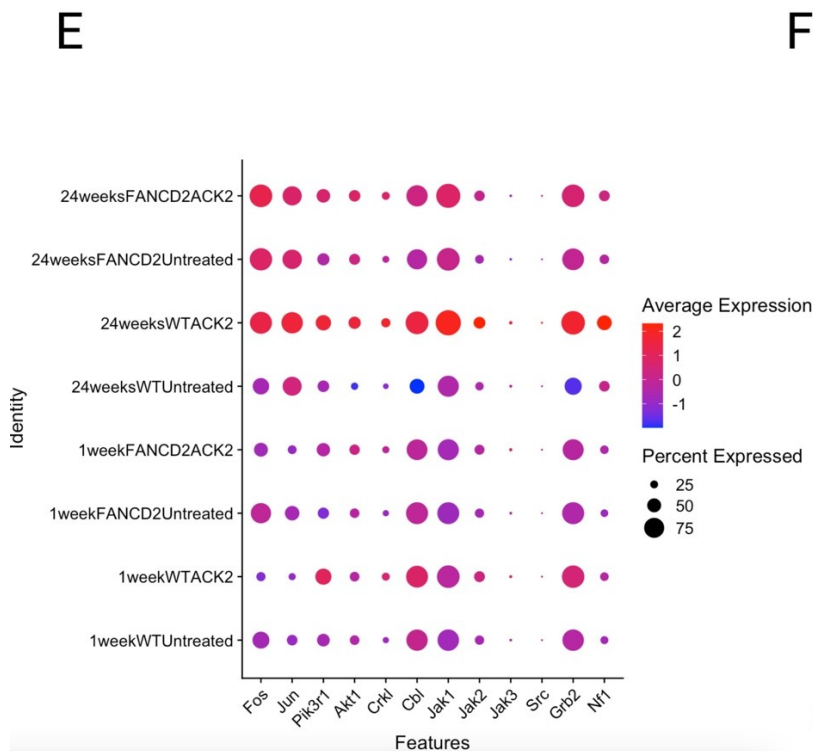 E
F
24weeksFANCD2ACK2
24weeksFANCD2Untreated
24weeksWTACK2
24weeksWTUntreated
1weekFANCD2ACK2
1weekFANCD2Untreated
1weekWTACK2
1weekWTUntreated
Identity
Fos
Jun
Pik3r1
Akt1
Crkl
Cbl
Jak1
Jak2
Jak3
Src
Grb2
Nf1
Features
Average Expression
2
1
0
-1
Percent Expressed
25
50
75